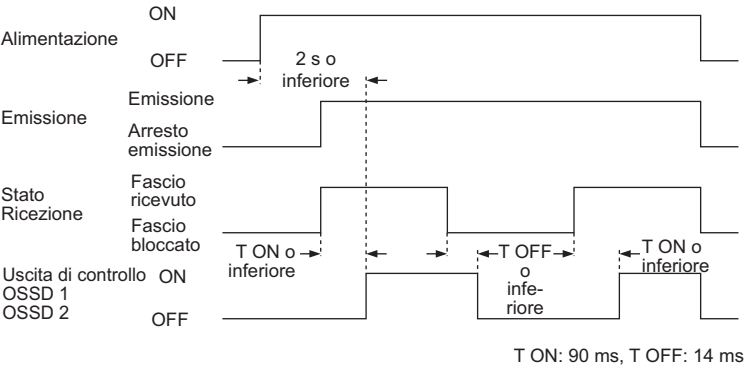 ON
Alimentazione
OFF
2 s o
inferiore
Emissione
Emissione
Arresto
emissione
Fascio
ricevuto
Stato
Ricezione
Fascio
bloccato
T ON o
inferiore
T OFF
o
infe-
riore
T ON o
inferiore
Uscita di controllo ON
OSSD 1
OSSD 2
OFF
T ON: 90 ms, T OFF: 14 ms